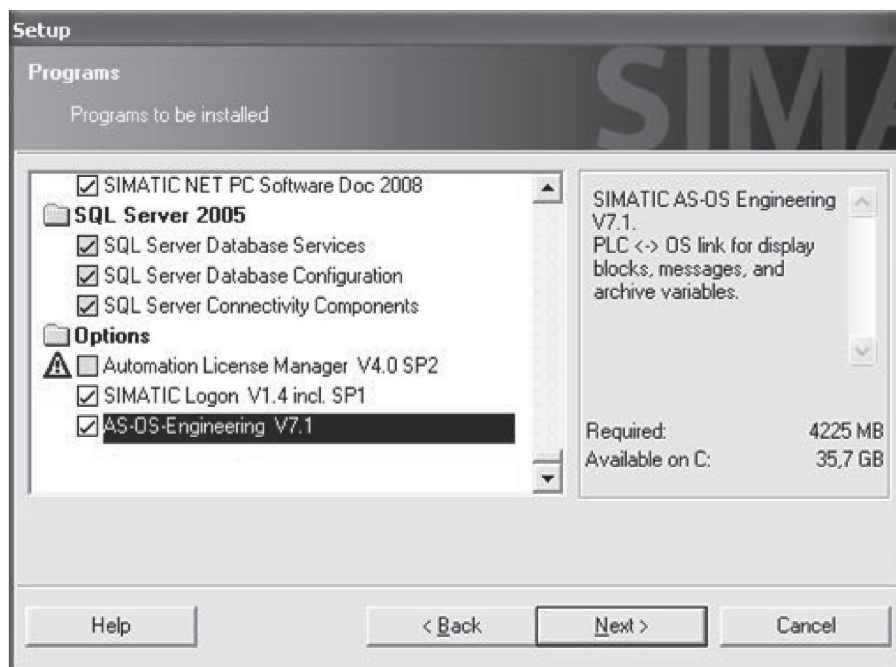 Setup
Programs
SIMA
Programs to be installed
SIMATIC NET PC Software Doc 2008
SQL Server 2005
SQL Server Database Services
SQL Server Database Configuration
SQL Server Connectivity Components
Options
Automation License Manager V4.0 SP2
SIMATIC Logon V1.4 incl. SP1
AS-OS-Engineering V7.1
SIMATIC AS-OS Engineering
V7.1.
PLC <-> OS link for display
blocks, messages, and
archive variables.
Required: 4225 MB
Available on C: 35,7 GB
Help
< Back
Next >
Cancel